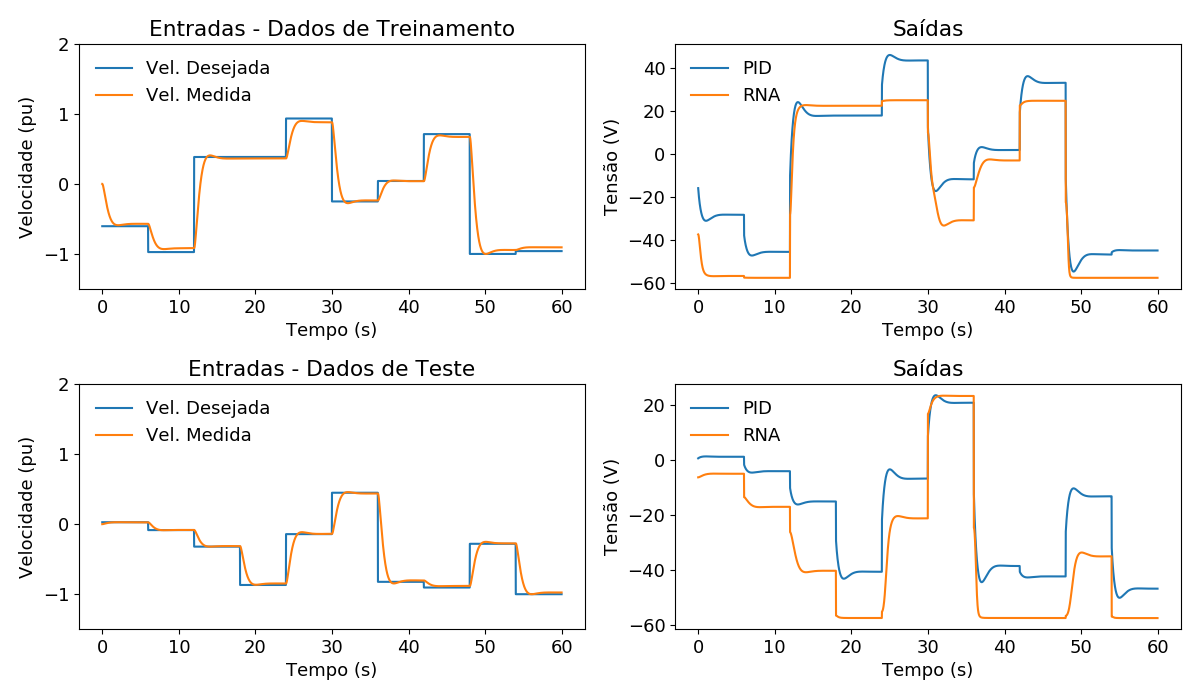 Entradas - Dados de Treinamento
Vel. Desejada
Vel. Medida
Velocidade (pu)
2
1
0
−1
0 10 20 30 40 50 60
Tempo (s)
Saídas
PID
RNA
Tensão (V)
40
20
0
−20
−40
−60
0 10 20 30 40 50 60
Tempo (s)
Entradas - Dados de Teste
Vel. Desejada
Vel. Medida
Velocidade (pu)
2
1
0
−1
0 10 20 30 40 50 60
Tempo (s)
Saídas
PID
RNA
Tensão (V)
20
0
−20
−40
−60
0 10 20 30 40 50 60
Tempo (s)